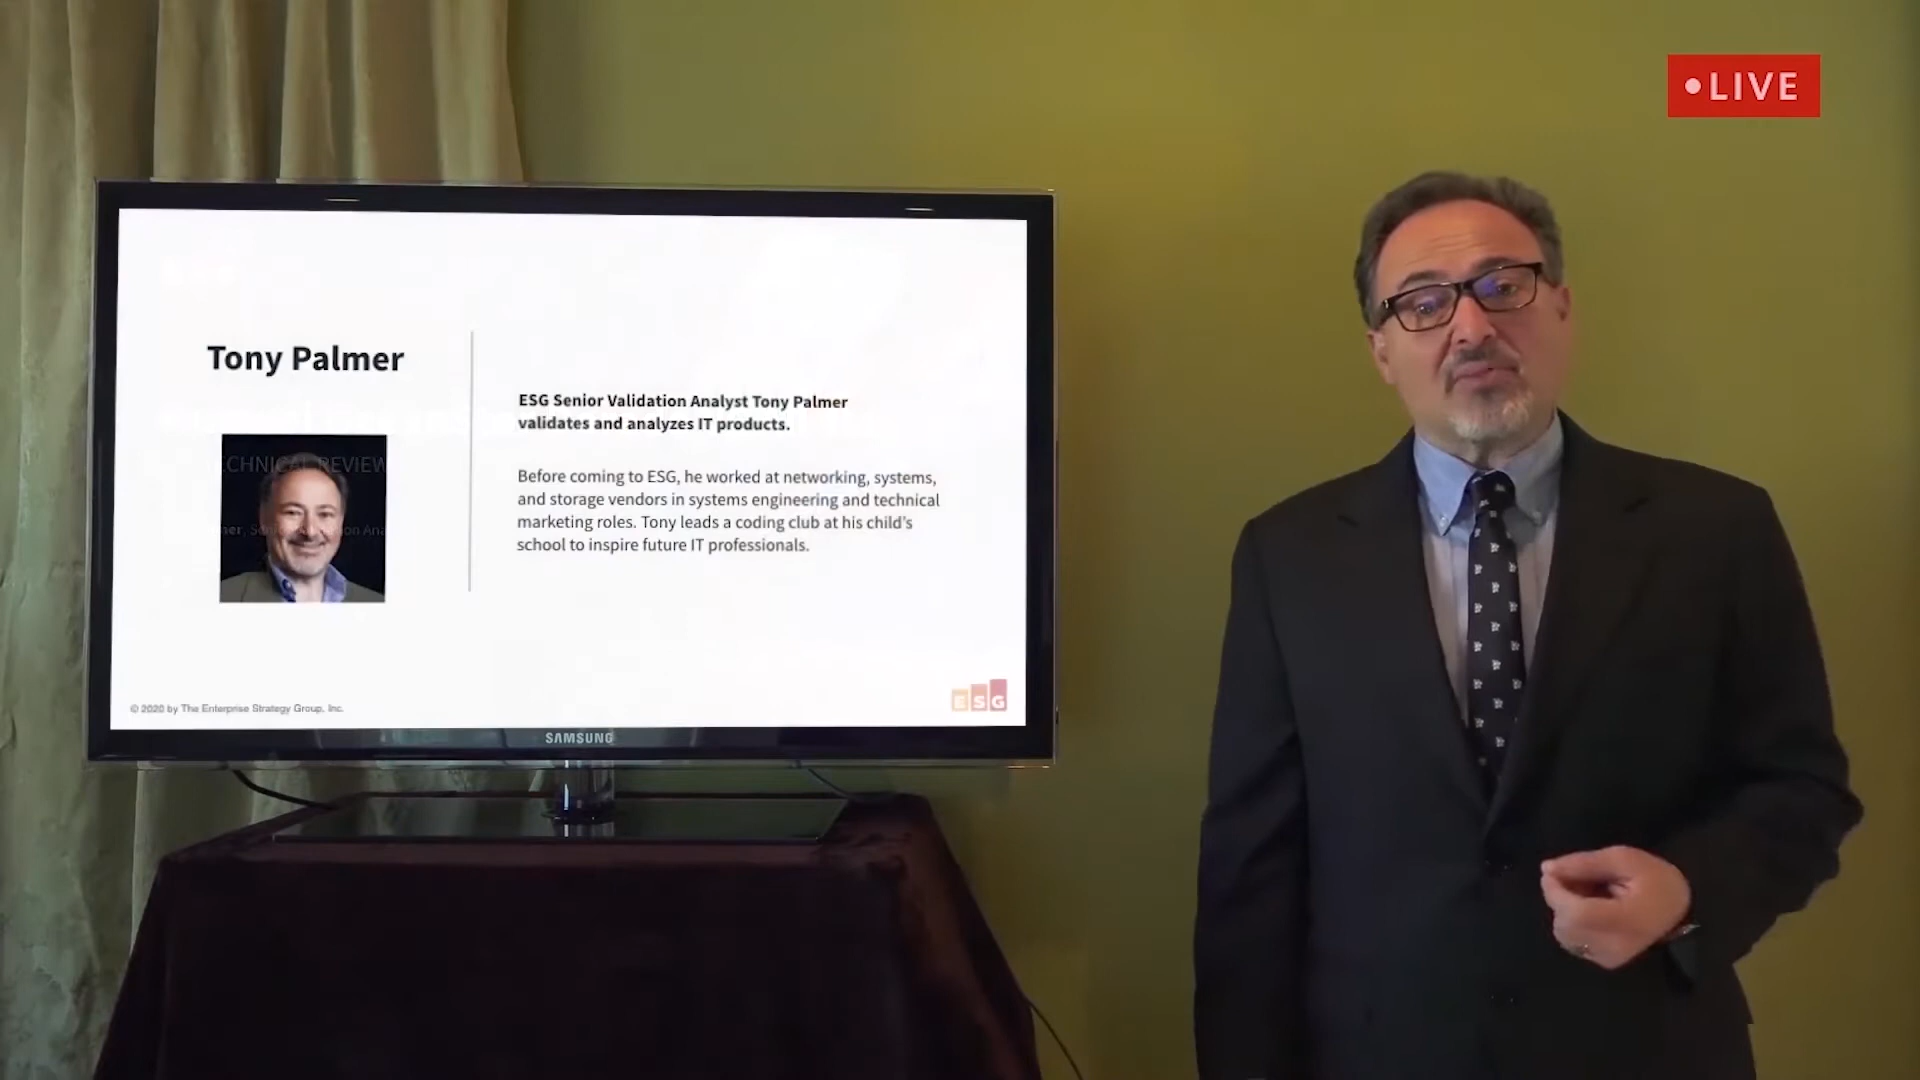 LIVE
Tony Palmer
ESG Senior Validation Analyst Tony Palmer
validates and analyzes IT products.
Before coming to ESG, he worked at networking, systems,
and storage vendors in systems engineering and technical
marketing roles. Tony leads a coding club at his child's
school to inspire future IT professionals.
CHNICAL REVIEW
© 2020 by The Enterprise Strategy Group, Inc.
ESG
SAMSUNG